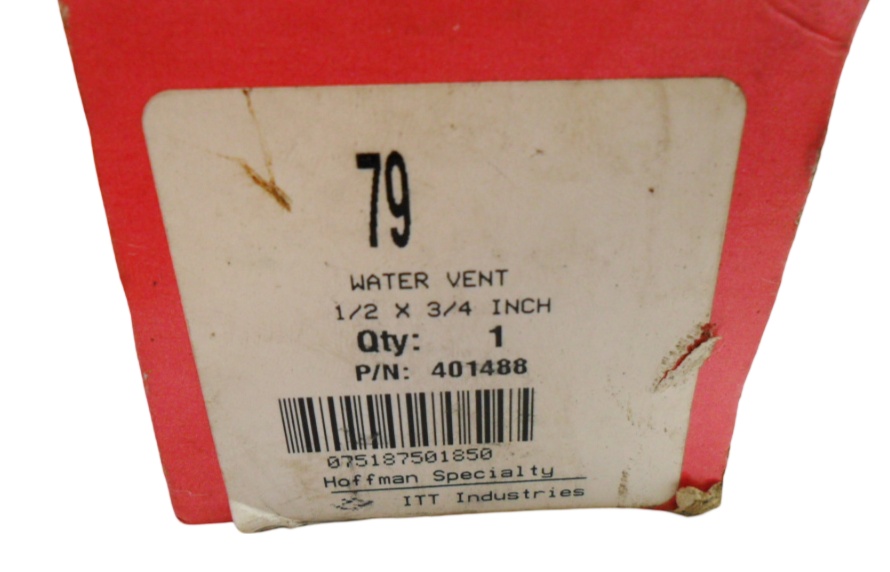 79
WATER VENT
1/2 X 3/4 INCH
Qty: 1
P/N: 401488
075187501850
Hoffman Specialty
ITT Industries